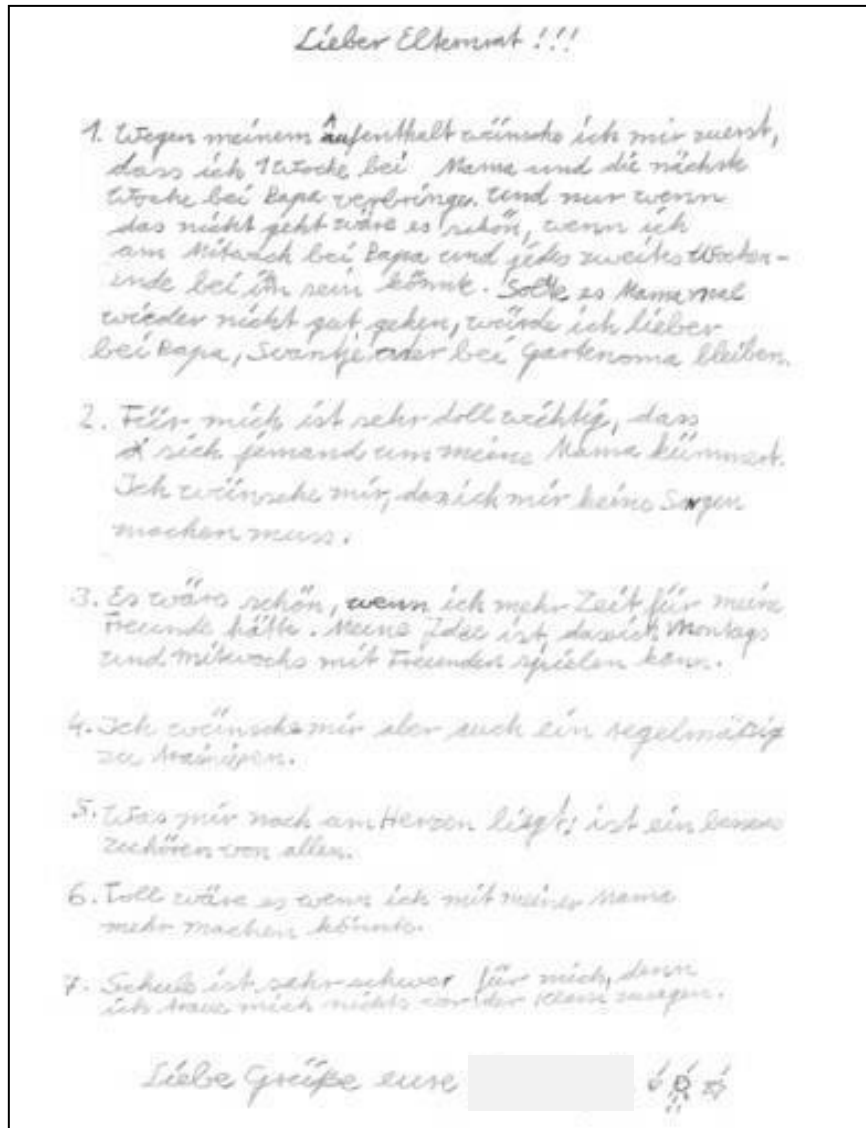 Lieber Elternrat!!!
1. Wegen meinem aufenthalt wünsche ich mir zuerst,
dass ich 1 Woche bei Mama und die nächste
Woche bei Papa verbringe. Und nur wenn
das nicht geht wäre es schön, wenn ich
am Mitwoch bei Papa und jedes zweites Wochen-
ende bei ihn sein könnte. Sollte es Mama mal
wieder nicht gut gehen, würde ich lieber
bei Papa, Svantje oder bei Gartenoma bleiben.
2. Für mich ist sehr doll wichtig, dass
sich jemand um meine Mama kümmert.
Ich wünsche mir, dass ich mir keine Sorgen
machen muss.
3. Es wäre schön, wenn ich mehr Zeit für meine
Freunde hätte. Meine Idee ist, dass ich Montags
und Mitwochs mit Freunden spielen kann.
4. Ich wünsche mir aber auch ein regelmäßig
zu trainieren.
5. Was mir noch am Herzen liegt, ist ein besseres
zuhören von allen.
6. Toll wäre es wenn ich mit meiner Mama
mehr machen könnte.
7. Schule ist sehr schwer für mich, denn
ich traue mich nichts vor der Klasse zusagen.
Liebe Grüße eure